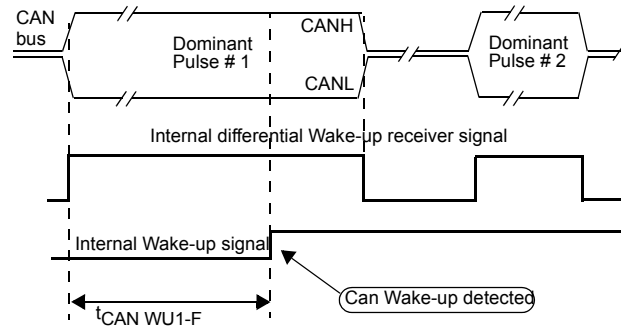 CAN
bus
CANH
Dominant
Pulse # 1
CANL
Dominant
Pulse # 2
Internal differential Wake-up receiver signal
Internal Wake-up signal
Can Wake-up detected
tCAN WU1-F